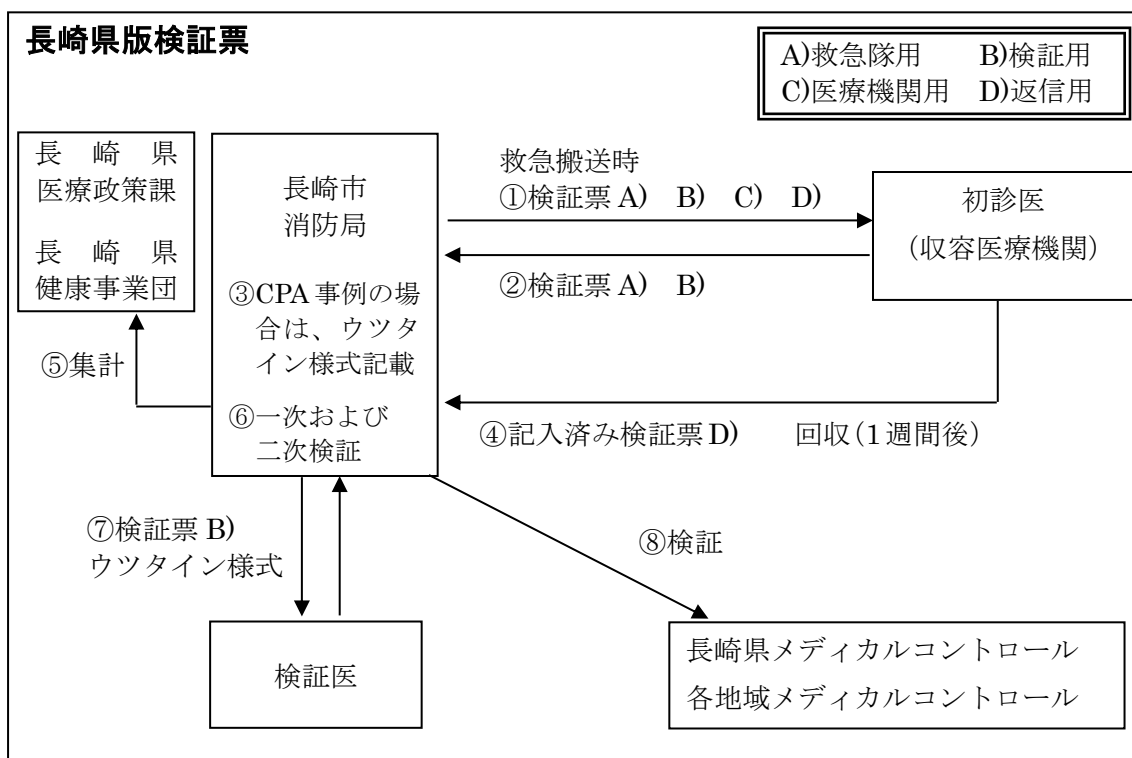 長崎県版検証票
A)救急隊用 B)検証用
C)医療機関用 D)返信用
長崎県
医療政策課
長崎県
健康事業団
長崎市
消防局
③CPA事例の場
合は、ウツタ
イン様式記載
⑥一次および
二次検証
救急搬送時
①検証票 A) B) C) D)
②検証票 A) B)
初診医
(収容医療機関)
⑤集計
④記入済み検証票 D) 回収(1週間後)
⑦検証票 B)
ウツタイン様式
⑧検証
検証医
長崎県メディカルコントロール
各地域メディカルコントロール